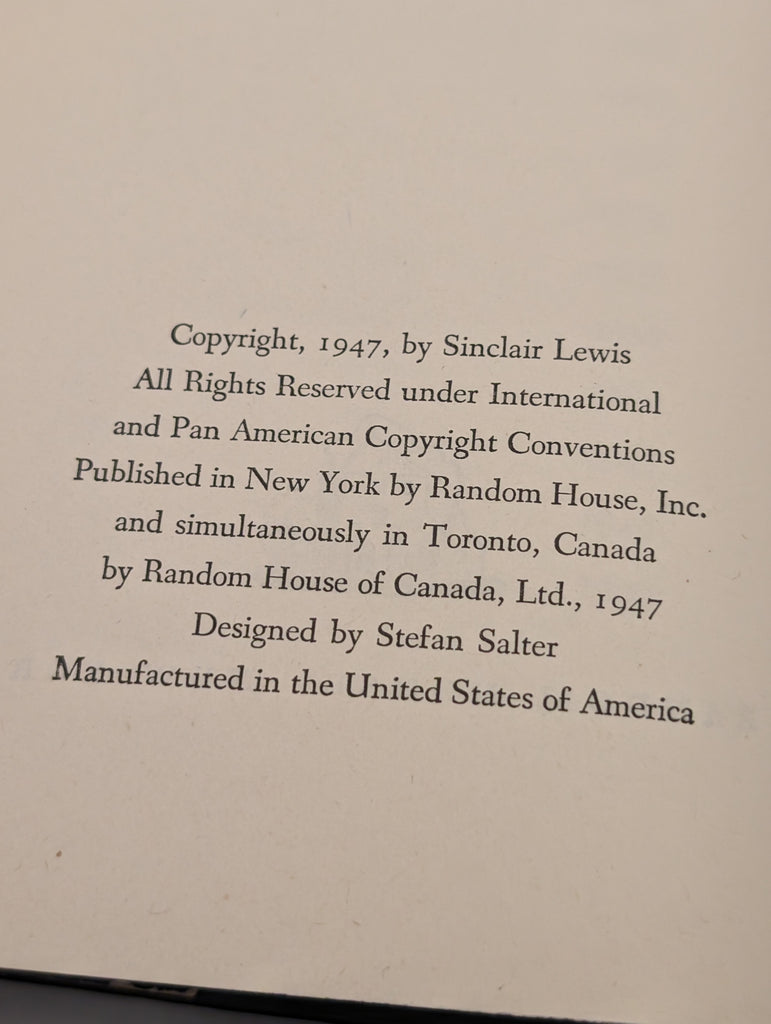 Copyright, 1947, by Sinclair Lewis
All Rights Reserved under International
and Pan American Copyright Conventions
Published in New York by Random House, Inc.
and simultaneously in Toronto, Canada
by Random House of Canada, Ltd., 1947
Designed by Stefan Salter
Manufactured in the United States of America